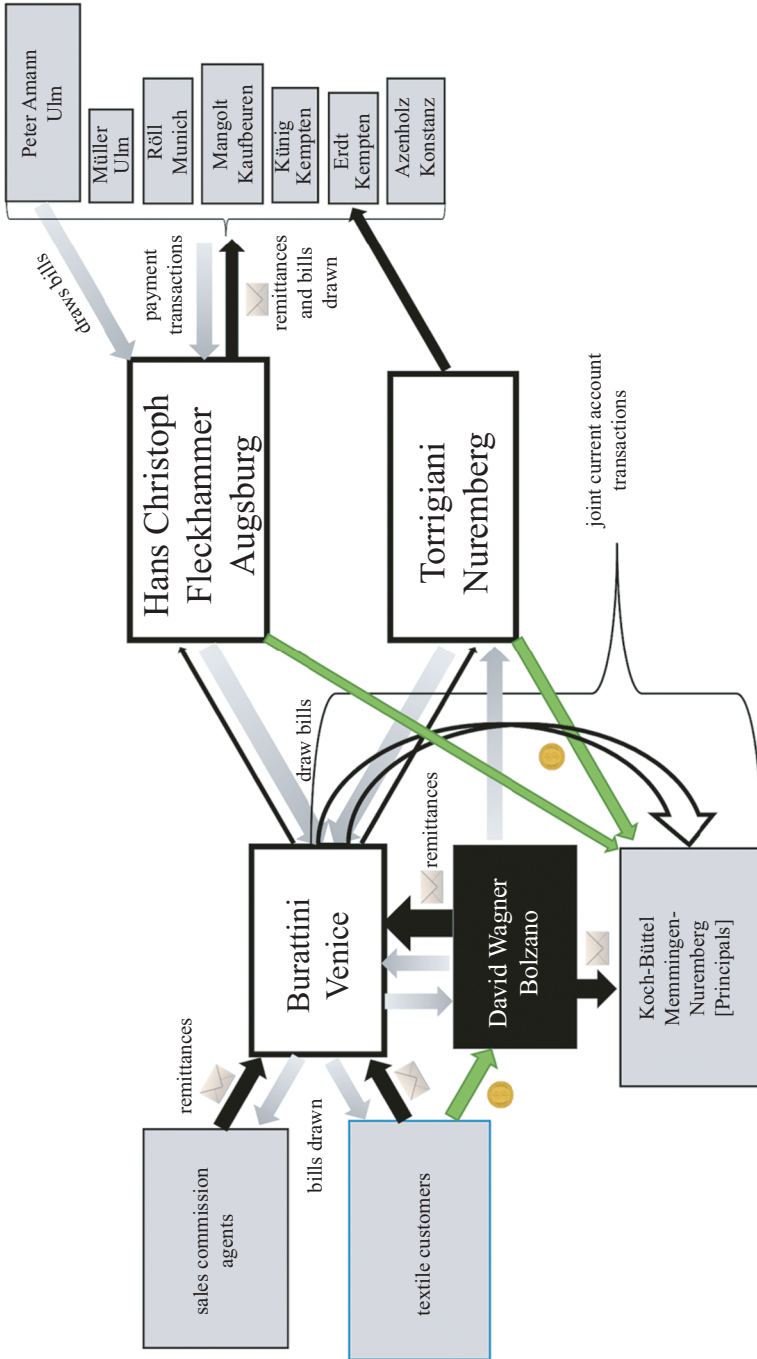 Peter Amann
Ulm
Müller
Ulm
Röll
Munich
Mangolt
Kaufbeuren
Künig
Kempten
Erdt
Kempten
Azenholz
Konstanz
draws bills
payment
transactions
remittances
and bills
drawn
Hans Christoph
Fleckhammer
Augsburg
Torrigiani
Nuremberg
joint current account
transactions
draw bills
remittances
Burattini
Venice
David Wagner
Bolzano
Koch-Büttel
Memmingen-
Nuremberg
[Principals]
remittances
bills drawn
sales commission
agents
textile customers